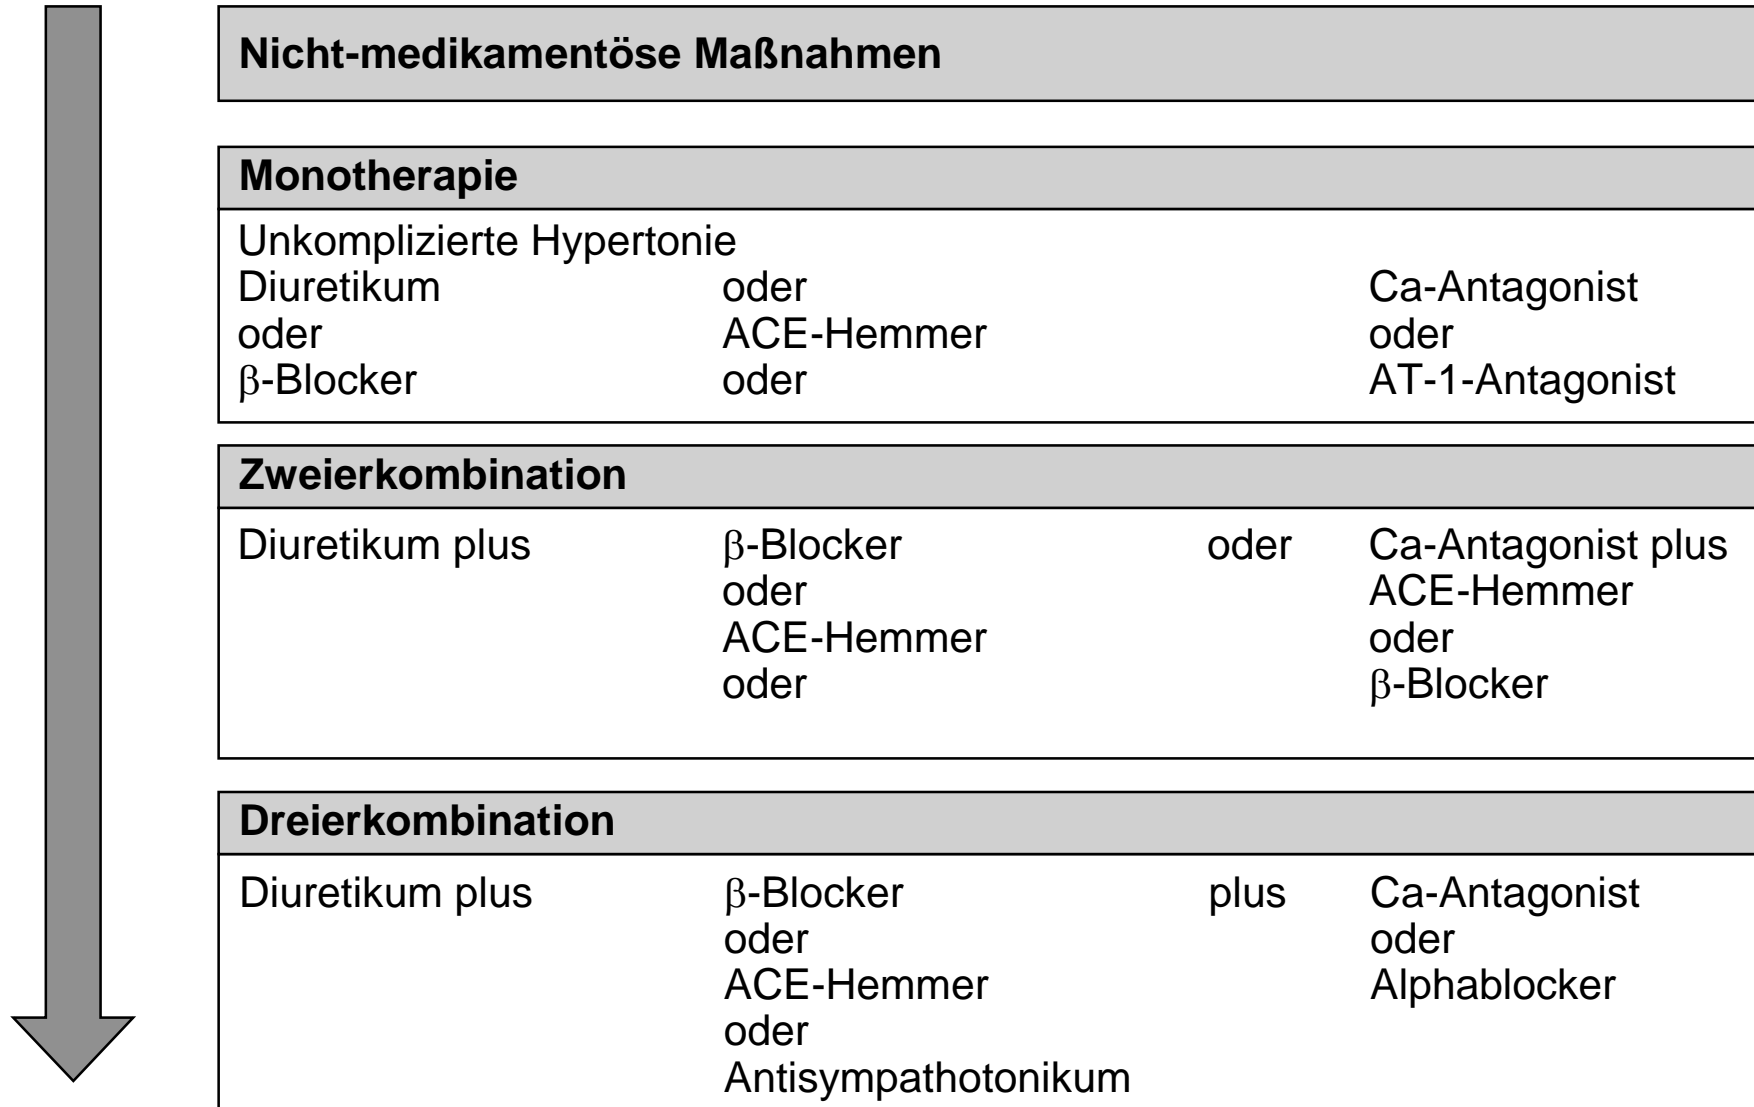 Nicht-medikamentöse Maßnahmen
Monotherapie
Unkomplizierte Hypertonie
Diuretikum oder Ca-Antagonist
oder ACE-Hemmer oder
β-Blocker oder AT-1-Antagonist
Zweierkombination
Diuretikum plus β-Blocker oder Ca-Antagonist plus
oder ACE-Hemmer
ACE-Hemmer oder
oder β-Blocker
Dreierkombination
Diuretikum plus β-Blocker plus Ca-Antagonist
oder oder
ACE-Hemmer Alphablocker
oder
Antisympathotonikum